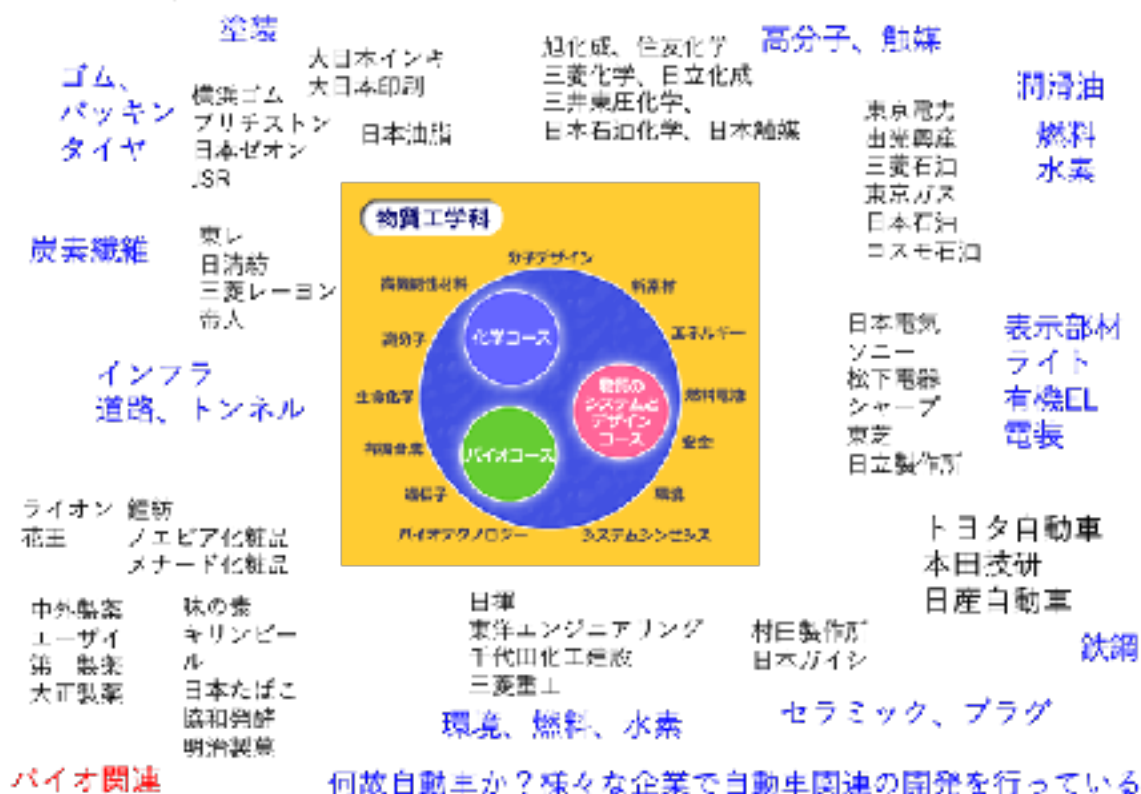 塗装
大日本インキ
大日本印刷
日本油脂
ゴム、
パッキン
タイヤ
横浜ゴム
ブリヂストン
日本ゼオン
JSR
旭化成、住友化学
三菱化学、日立化成
三井東圧化学、
日本石油化学、日本触媒
高分子、触媒
潤滑油
燃料
水素
東京電力
出光興産
三菱石油
東京ガス
日本石油
コスモ石油
炭素繊維
東レ
日清紡
三菱レーヨン
帝人
インフラ
道路、トンネル
物質工学科
分子デザイン
高機能性材料
新素材
高分子
エネルギー
生命化学
燃料電池
有機合成
安全
遺伝子
環境
バイオテクノロジー
システムシンセシス
化学コース
バイオコース
物質の
システムと
デザイン
コース
日本電気
ソニー
松下電器
シャープ
東芝
日立製作所
表示部材
ライト
有機EL
電装
ライオン 鐘紡
花王 ノエビア化粧品
メナード化粧品
トヨタ自動車
本田技研
日産自動車
鉄鋼
中外製薬
エーザイ
第一製薬
大正製薬
味の素
キリンビー
ル
日本たばこ
協和発酵
明治製菓
日揮
東洋エンジニアリング
千代田化工建設
三菱重工
村田製作所
日本ガイシ
環境、燃料、水素
セラミック、プラグ
バイオ関連
何故自動車か？様々な企業で自動車関連の開発を行っている